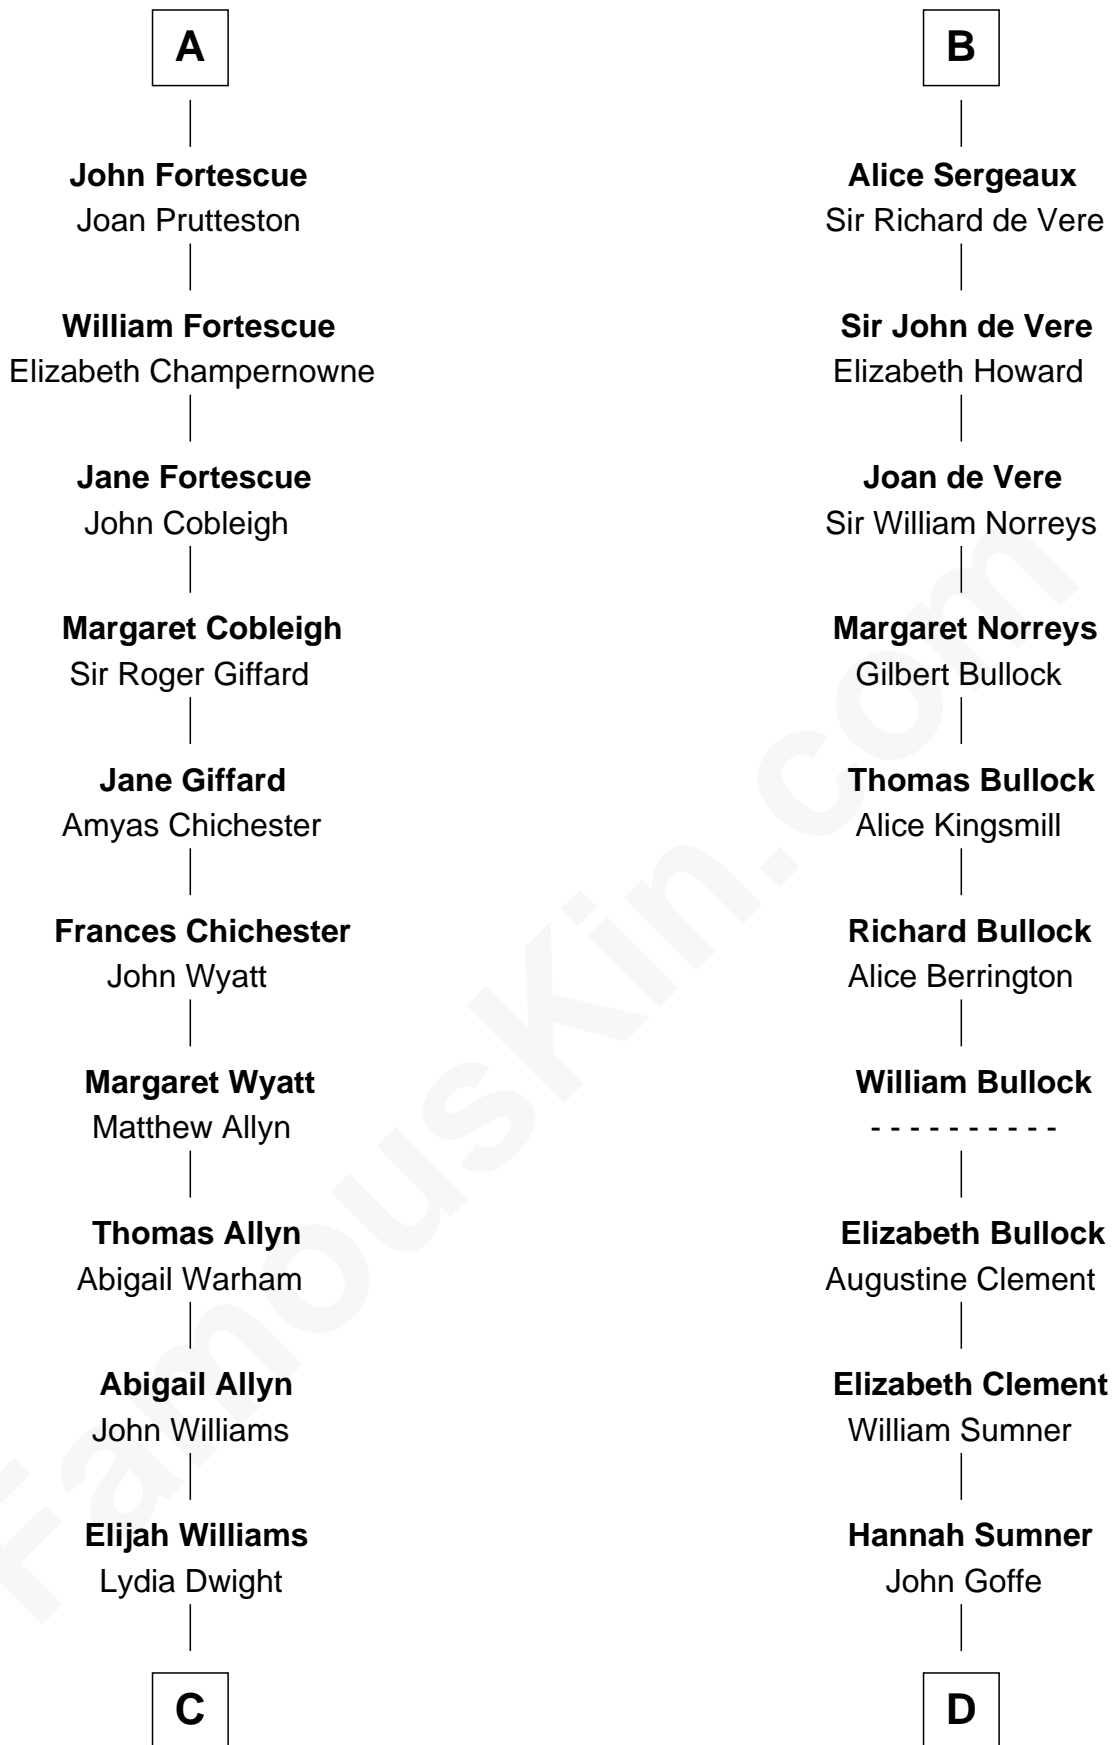 A
John Fortescue
Joan Prutteston
William Fortescue
Elizabeth Champernowne
Jane Fortescue
John Cobleigh
Margaret Cobleigh
Sir Roger Giffard
Jane Giffard
Amyas Chichester
Frances Chichester
John Wyatt
Margaret Wyatt
Matthew Allyn
Thomas Allyn
Abigail Warham
Abigail Allyn
John Williams
Elijah Williams
Lydia Dwight
C
B
Alice Sergeaux
Sir Richard de Vere
Sir John de Vere
Elizabeth Howard
Joan de Vere
Sir William Norreys
Margaret Norreys
Gilbert Bullock
Thomas Bullock
Alice Kingsmill
Richard Bullock
Alice Berrington
William Bullock
- - - - - - - - - -
Elizabeth Bullock
Augustine Clement
Elizabeth Clement
William Sumner
Hannah Sumner
John Goffe
D
FamousKin.com